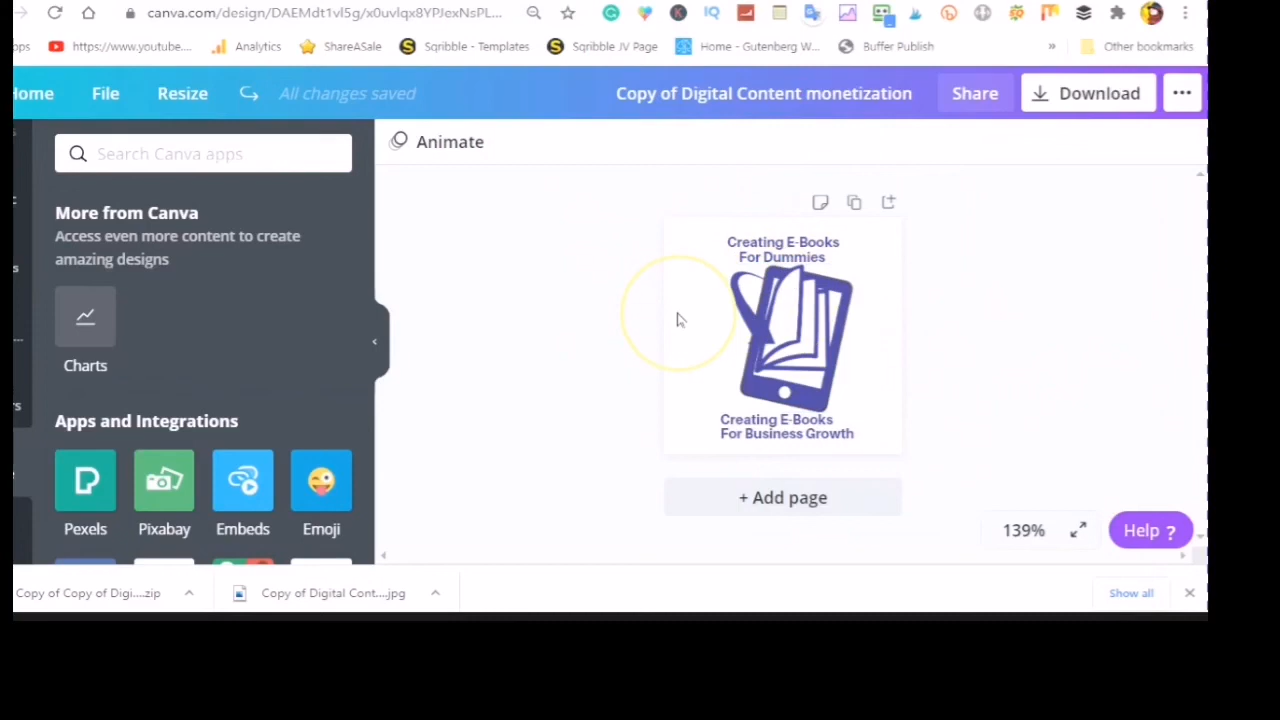 canva.com/design/DAEMdt1vl5g/x0uvlqx8YPJexNsPL...
https://www.youtube.... Analytics ShareASale Sqribble - Templates Sqribble JV Page Home - Gutenberg W... Buffer Publish » Other bookmarks
Home File Resize All changes saved Copy of Digital Content monetization Share Download ...
Search Canva apps
Animate
More from Canva
Access even more content to create
amazing designs
Charts
Apps and Integrations
Pexels Pixabay Embeds Emoji
Creating E-Books
For Dummies
Creating E-Books
For Business Growth
+ Add page
139% Help ?
Copy of Copy of Digi....zip Copy of Digital Cont....jpg Show all